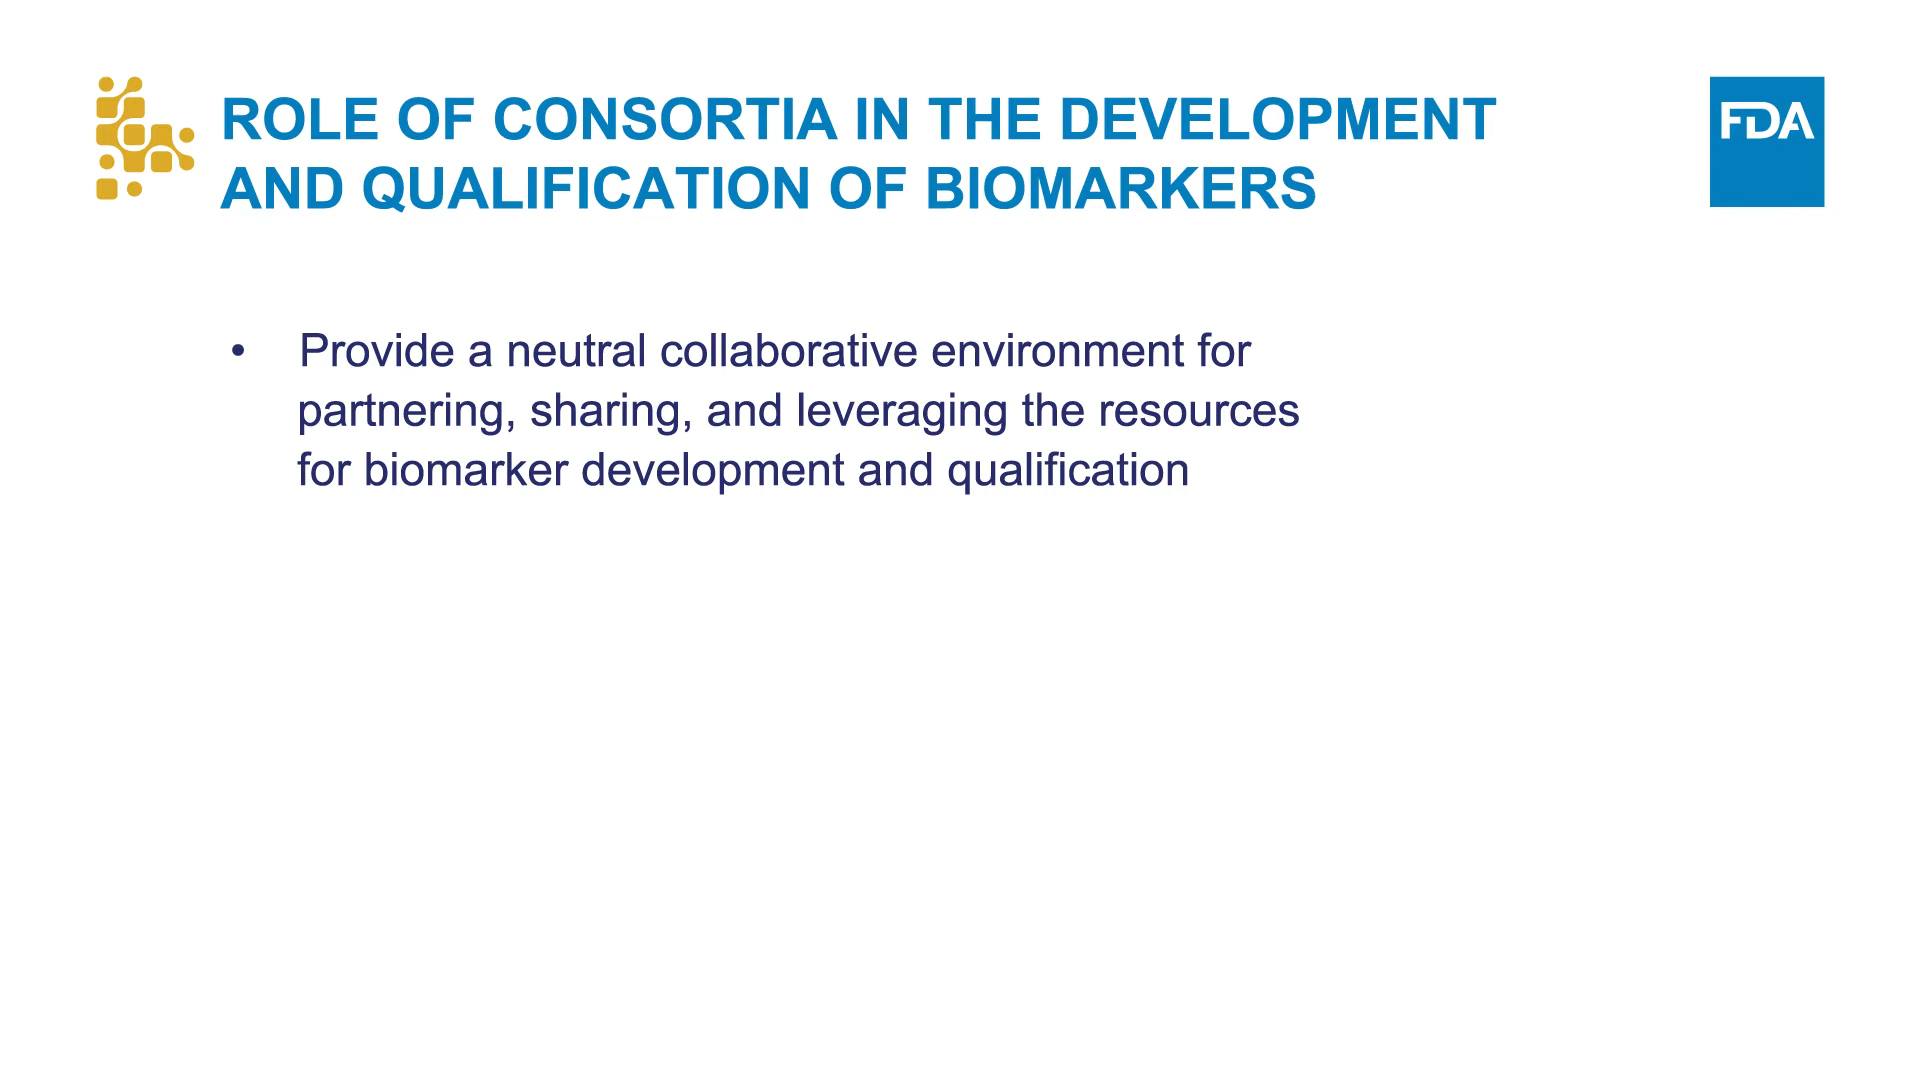 ROLE OF CONSORTIA IN THE DEVELOPMENT
AND QUALIFICATION OF BIOMARKERS
FDA
• Provide a neutral collaborative environment for
partnering, sharing, and leveraging the resources
for biomarker development and qualification